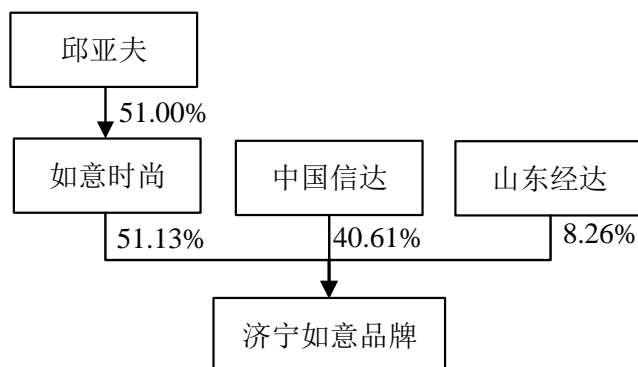 邱亚夫
51.00%
如意时尚
中国信达
山东经达
51.13%
40.61%
8.26%
济宁如意品牌